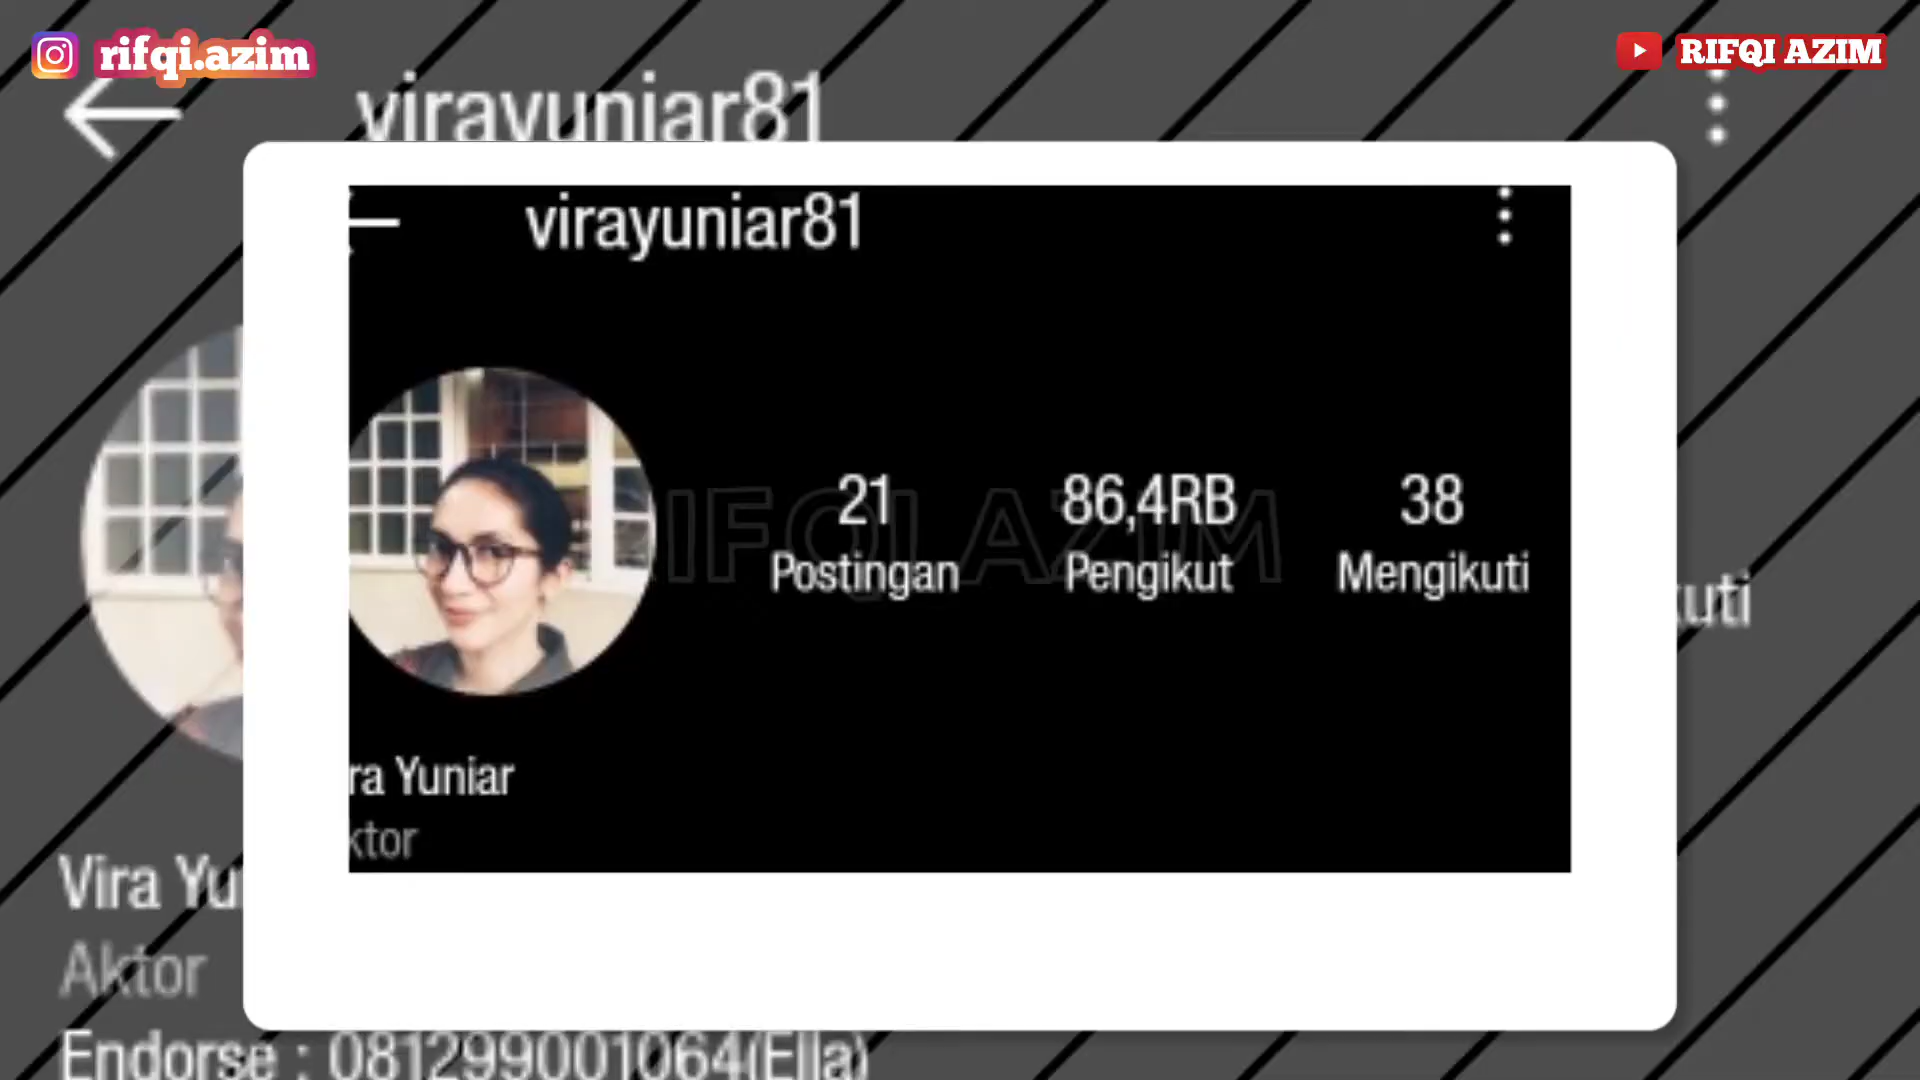 rifqi.azim
RIFQI AZIM
virayuniar81
virayuniar81
21
86,4RB
38
Postingan
Pengikut
Mengikuti
RIFQI AZIM
kuti
ra Yuniar
ktor
Vira Yu
Aktor
Endorse : 081299001064(Ella)